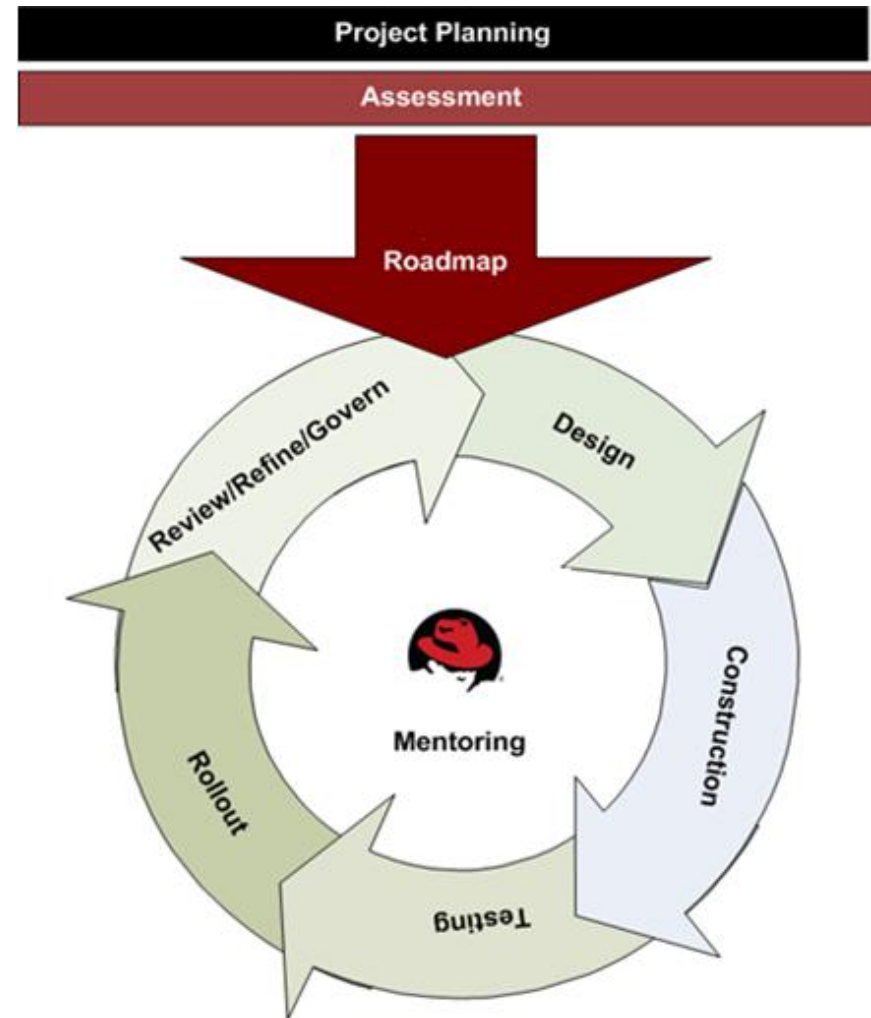 Project Planning
Assessment
Roadmap
Design
Construction
Testing
Rollout
Review/Refine/Govern
Mentoring